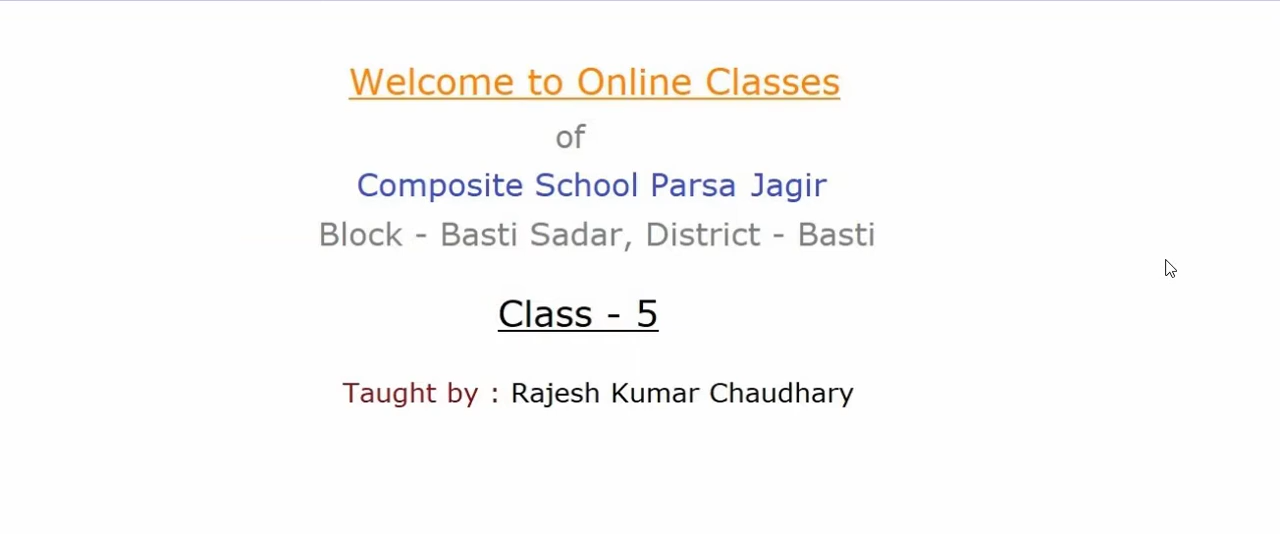 Welcome to Online Classes
of
Composite School Parsa Jagir
Block - Basti Sadar, District - Basti
Class - 5
Taught by : Rajesh Kumar Chaudhary